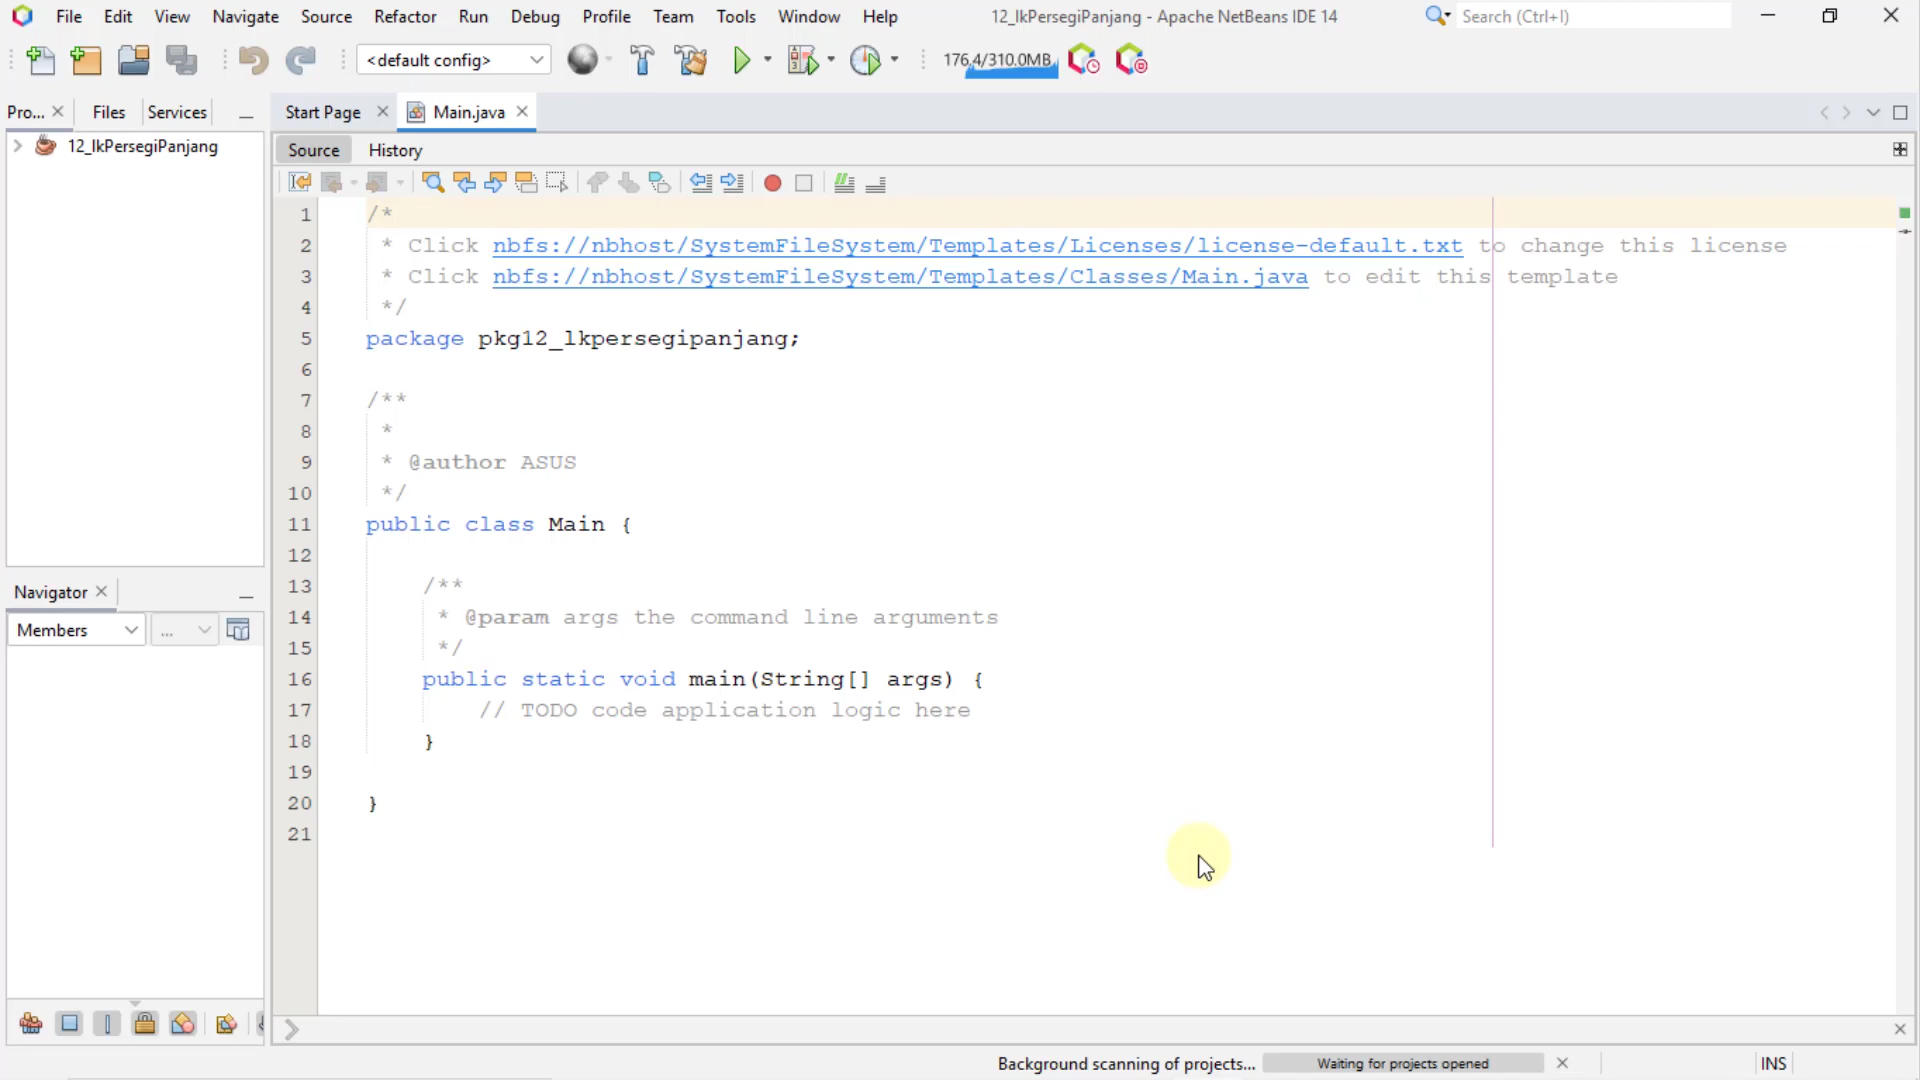 File Edit View Navigate Source Refactor Run Debug Profile Team Tools Window Help 12_lkPersegiPanjang - Apache NetBeans IDE 14 Search (Ctrl+I)
<default config> 176,4/310.0MB
Pro... Files Services Start Page Main.java
12_lkPersegiPanjang
Source History
1 /*
2 * Click nbfs://nbhost/SystemFileSystem/Templates/Licenses/license-default.txt to change this license
3 * Click nbfs://nbhost/SystemFileSystem/Templates/Classes/Main.java to edit this template
4 */
5 package pkg12_lkpersegipanjang;
6
7 /**
8 *
9 * @author ASUS
10 */
11 public class Main {
12
13 /**
14 * @param args the command line arguments
15 */
16 public static void main(String[] args) {
17 // TODO code application logic here
18 }
19
20 }
21
Navigator
Members ...
Background scanning of projects... Waiting for projects opened INS